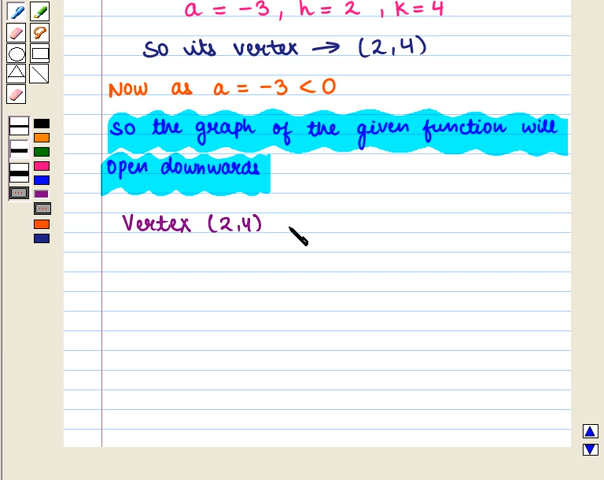 a = -3, h = 2, k = 4
So its vertex → (2,4)
Now as a = -3 < 0
So the graph of the given function will
open downwards
Vertex (2,4)